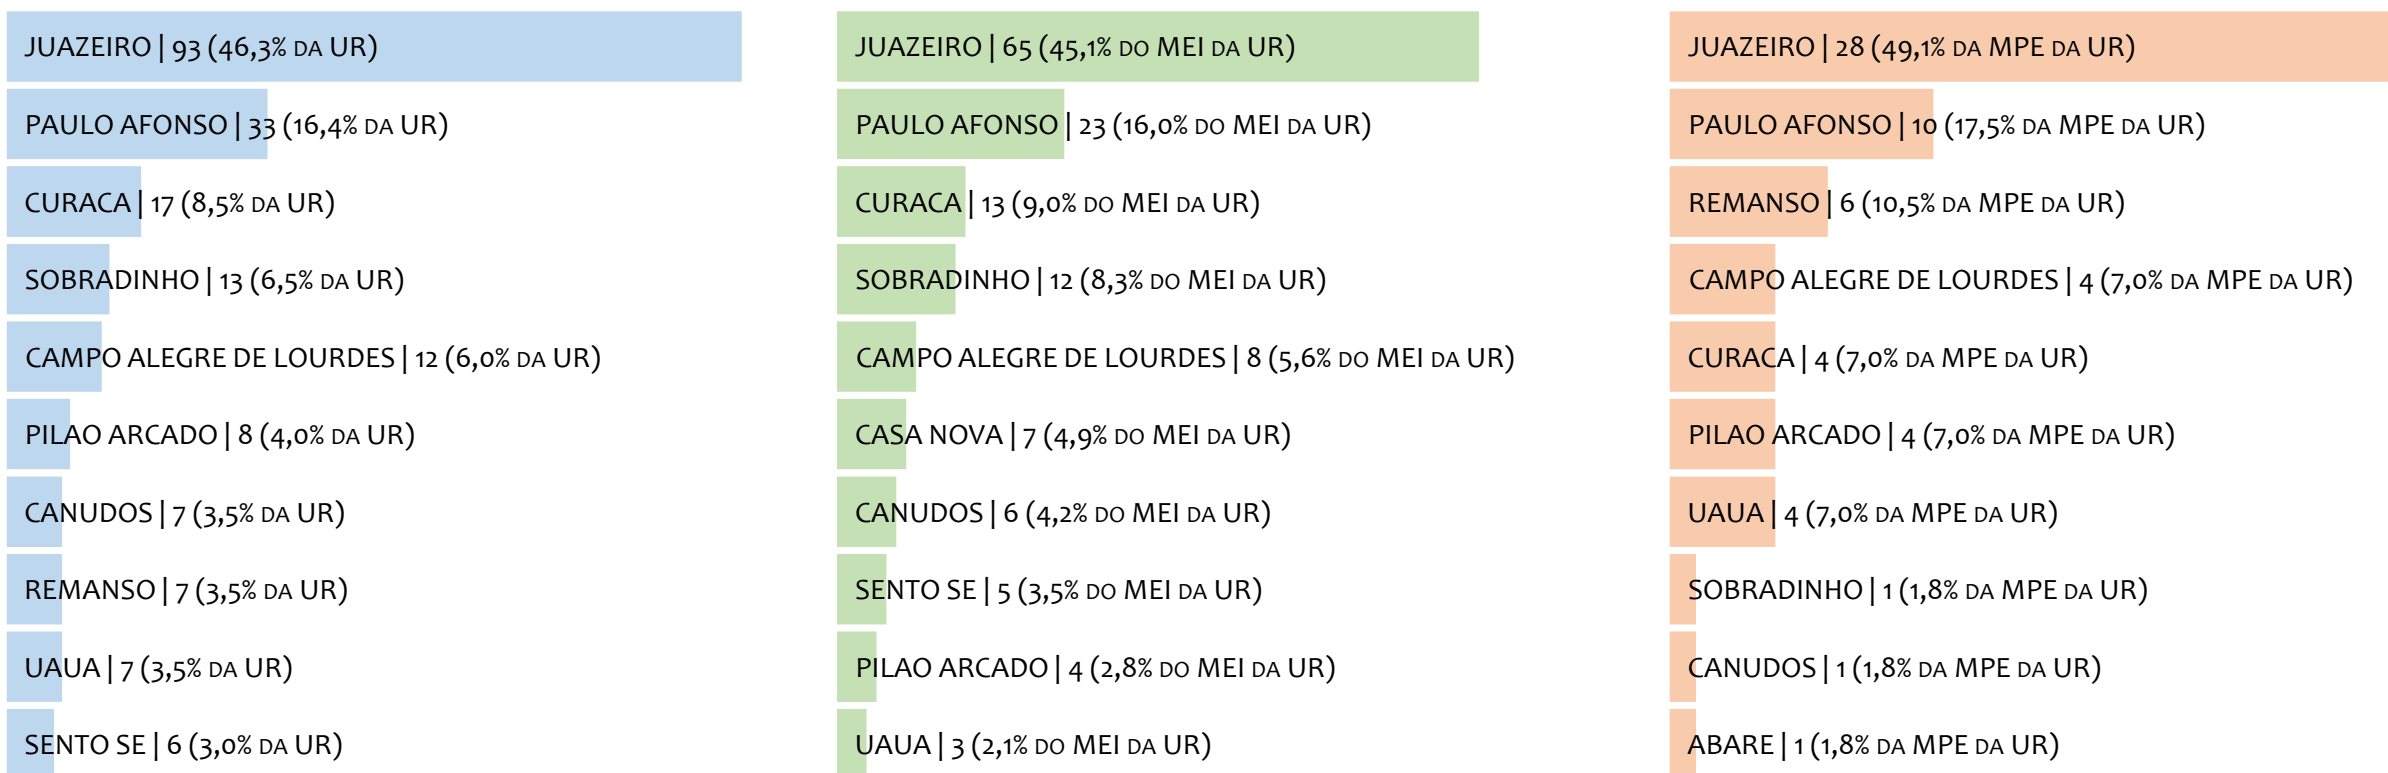 JUAZEIRO | 93 (46,3% DA UR)
PAULO AFONSO | 33 (16,4% DA UR)
CURACA | 17 (8,5% DA UR)
SOBRADINHO | 13 (6,5% DA UR)
CAMPO ALEGRE DE LOURDES | 12 (6,0% DA UR)
PILAO ARCADO | 8 (4,0% DA UR)
CANUDOS | 7 (3,5% DA UR)
REMANSO | 7 (3,5% DA UR)
UAUA | 7 (3,5% DA UR)
SENTO SE | 6 (3,0% DA UR)
JUAZEIRO | 65 (45,1% DO MEI DA UR)
PAULO AFONSO | 23 (16,0% DO MEI DA UR)
CURACA | 13 (9,0% DO MEI DA UR)
SOBRADINHO | 12 (8,3% DO MEI DA UR)
CAMPO ALEGRE DE LOURDES | 8 (5,6% DO MEI DA UR)
CASA NOVA | 7 (4,9% DO MEI DA UR)
CANUDOS | 6 (4,2% DO MEI DA UR)
SENTO SE | 5 (3,5% DO MEI DA UR)
PILAO ARCADO | 4 (2,8% DO MEI DA UR)
UAUA | 3 (2,1% DO MEI DA UR)
JUAZEIRO | 28 (49,1% DA MPE DA UR)
PAULO AFONSO | 10 (17,5% DA MPE DA UR)
REMANSO | 6 (10,5% DA MPE DA UR)
CAMPO ALEGRE DE LOURDES | 4 (7,0% DA MPE DA UR)
CURACA | 4 (7,0% DA MPE DA UR)
PILAO ARCADO | 4 (7,0% DA MPE DA UR)
UAUA | 4 (7,0% DA MPE DA UR)
SOBRADINHO | 1 (1,8% DA MPE DA UR)
CANUDOS | 1 (1,8% DA MPE DA UR)
ABARE | 1 (1,8% DA MPE DA UR)